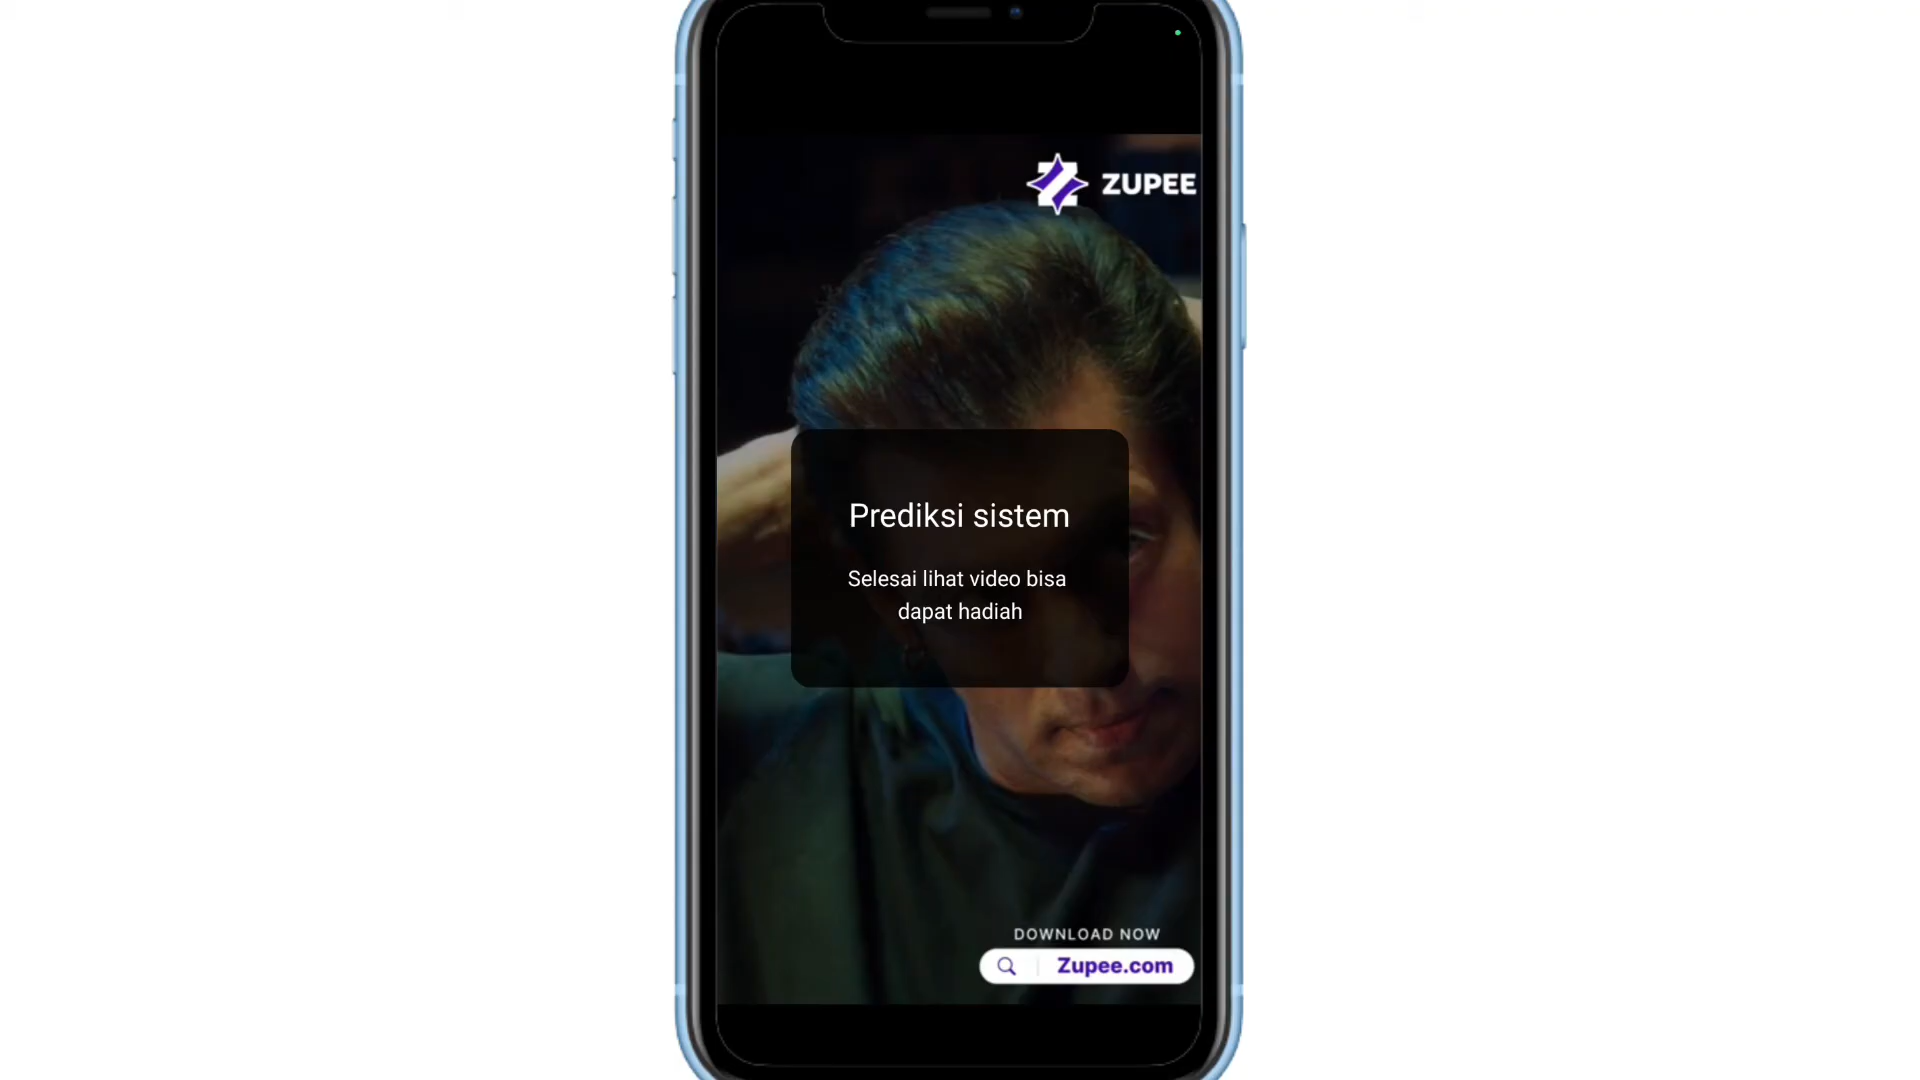 ZUPEE
Prediksi sistem
Selesai lihat video bisa
dapat hadiah
DOWNLOAD NOW
Zupee.com